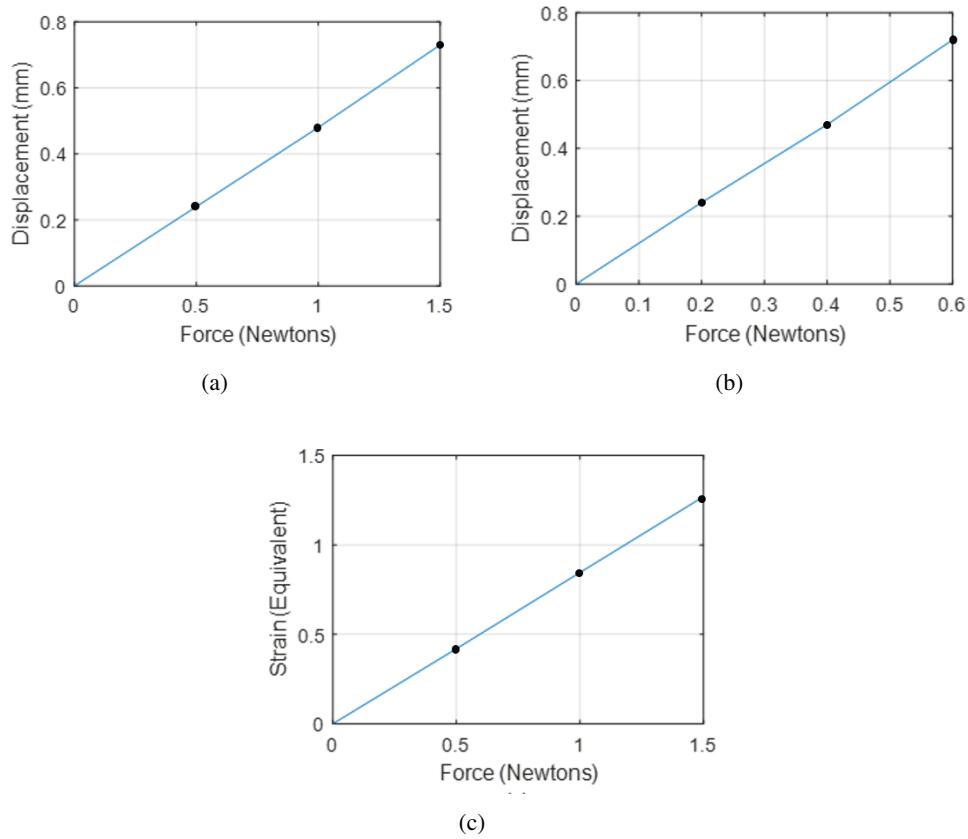 0.8
0.6
0.4
0.2
0
Displacement (mm)
0 0.5 1 1.5
Force (Newtons)
(a)
0.8
0.6
0.4
0.2
0
Displacement (mm)
0 0.1 0.2 0.3 0.4 0.5 0.6
Force (Newtons)
(b)
1.5
1
0.5
0
Strain (Equivalent)
0 0.5 1 1.5
Force (Newtons)
(c)